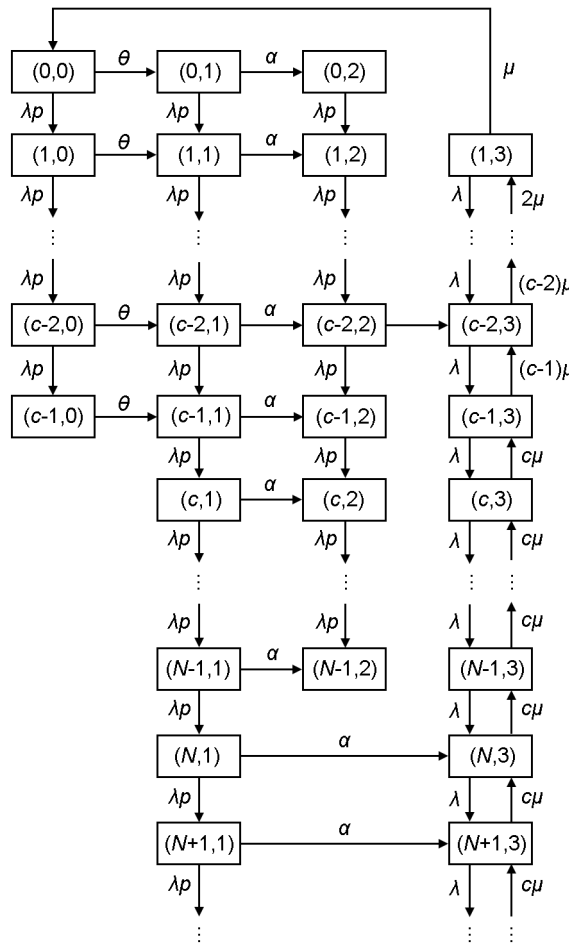 μ
(0,0) θ (0,1) α (0,2)
λp λp λp
(1,0) θ (1,1) α (1,2) (1,3)
λp λp λp λ 2μ
⋮ ⋮ ⋮ ⋮ ⋮
λp λp λp λ (c-2)μ
(c-2,0) θ (c-2,1) α (c-2,2) (c-2,3)
λp λp λp λ (c-1)μ
(c-1,0) θ (c-1,1) α (c-1,2) (c-1,3)
λp λp λ cμ
(c,1) α (c,2) (c,3)
λp λp λ cμ
⋮ ⋮ ⋮ ⋮
λp λp λ cμ
(N-1,1) α (N-1,2) (N-1,3)
λp λ cμ
(N,1) α (N,3)
λp λ cμ
(N+1,1) α (N+1,3)
λp λ cμ
⋮ ⋮ ⋮